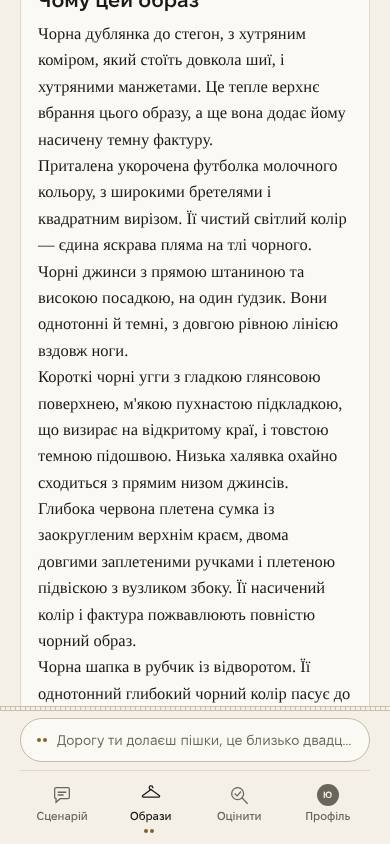 Чому цей образ
Чорна дублянка до стегон, з хутряним
коміром, який стоїть довкола шиї, і
хутряними манжетами. Це тепле верхнє
вбрання цього образу, а ще вона додає йому
насичену темну фактуру.
Приталена укорочена футболка молочного
кольору, з широкими бретелями і
квадратним вирізом. Її чистий світлий колір
— єдина яскрава пляма на тлі чорного.
Чорні джинси з прямою штаниною та
високою посадкою, на один ґудзик. Вони
однотонні й темні, з довгою рівною лінією
вздовж ноги.
Короткі чорні угги з гладкою глянсовою
поверхнею, м'якою пухнастою підкладкою,
що визирає на відкритому краї, і товстою
темною підошвою. Низька халявка охайно
сходиться з прямим низом джинсів.
Глибока червона плетена сумка із
заокругленим верхнім краєм, двома
довгими заплетеними ручками і плетеною
підвіскою з вузликом збоку. Її насичений
колір і фактура пожвавлюють повністю
чорний образ.
Чорна шапка в рубчик із відворотом. Її
однотонний глибокий чорний колір пасує до
Дорогу ти долаєш пішки, це близько двадц...
Сценарій
Образи
Оцінити
Ю
Профіль